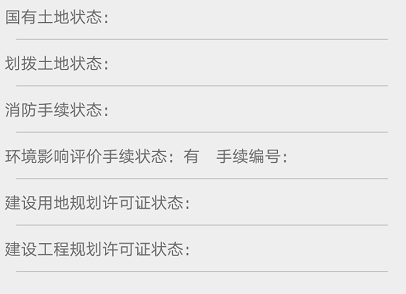 国有土地状态：
划拨土地状态：
消防手续状态：
环境影响评价手续状态：有　手续编号：
建设用地规划许可证状态：
建设工程规划许可证状态：